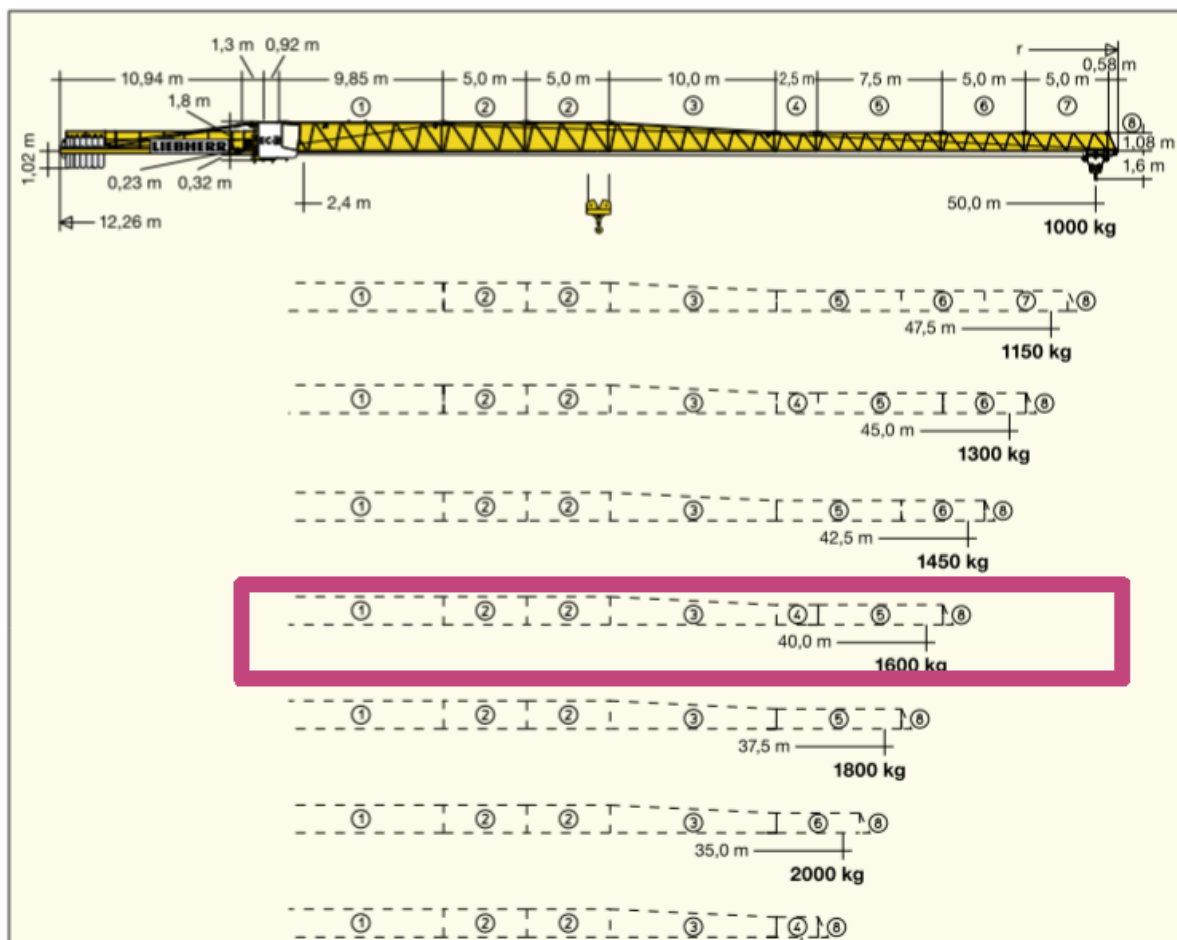 1,3 m 0,92 m
r
0,58 m
10,94 m 9,85 m 5,0 m 5,0 m 10,0 m 2,5 m 7,5 m 5,0 m 5,0 m
1,8 m ① ② ② ③ ④ ⑤ ⑥ ⑦ ⑧
LIEBHERR
1,08 m
1,02 m
0,23 m 0,32 m
1,6 m
12,26 m
2,4 m
50,0 m
1000 kg
① ② ② ③ ⑤ ⑥ ⑦ ⑧
47,5 m
1150 kg
① ② ② ③ ④ ⑤ ⑥ ⑧
45,0 m
1300 kg
① ② ② ③ ⑤ ⑥ ⑧
42,5 m
1450 kg
① ② ② ③ ④ ⑤ ⑧
40,0 m
1600 kg
① ② ② ③ ⑤ ⑧
37,5 m
1800 kg
① ② ② ③ ⑥ ⑧
35,0 m
2000 kg
① ② ② ③ ④ ⑧